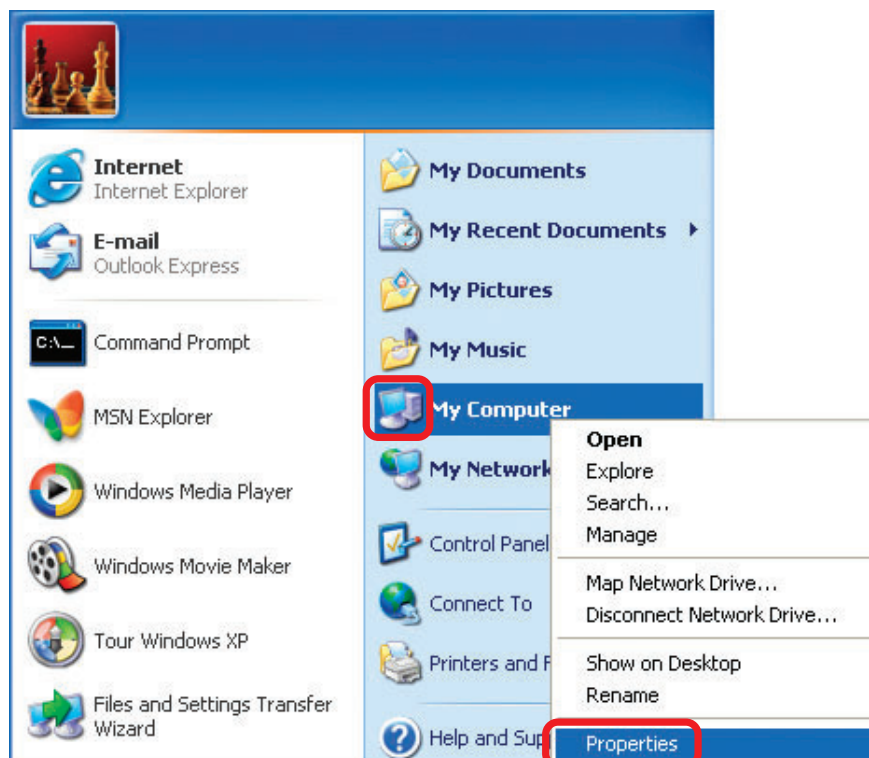 Internet
Internet Explorer
E-mail
Outlook Express
C:\_
Command Prompt
MSN Explorer
Windows Media Player
Windows Movie Maker
Tour Windows XP
Files and Settings Transfer
Wizard
My Documents
My Recent Documents
My Pictures
My Music
My Computer
My Network
Control Panel
Connect To
Printers and F
Help and Sup
Open
Explore
Search...
Manage
Map Network Drive...
Disconnect Network Drive...
Show on Desktop
Rename
Properties